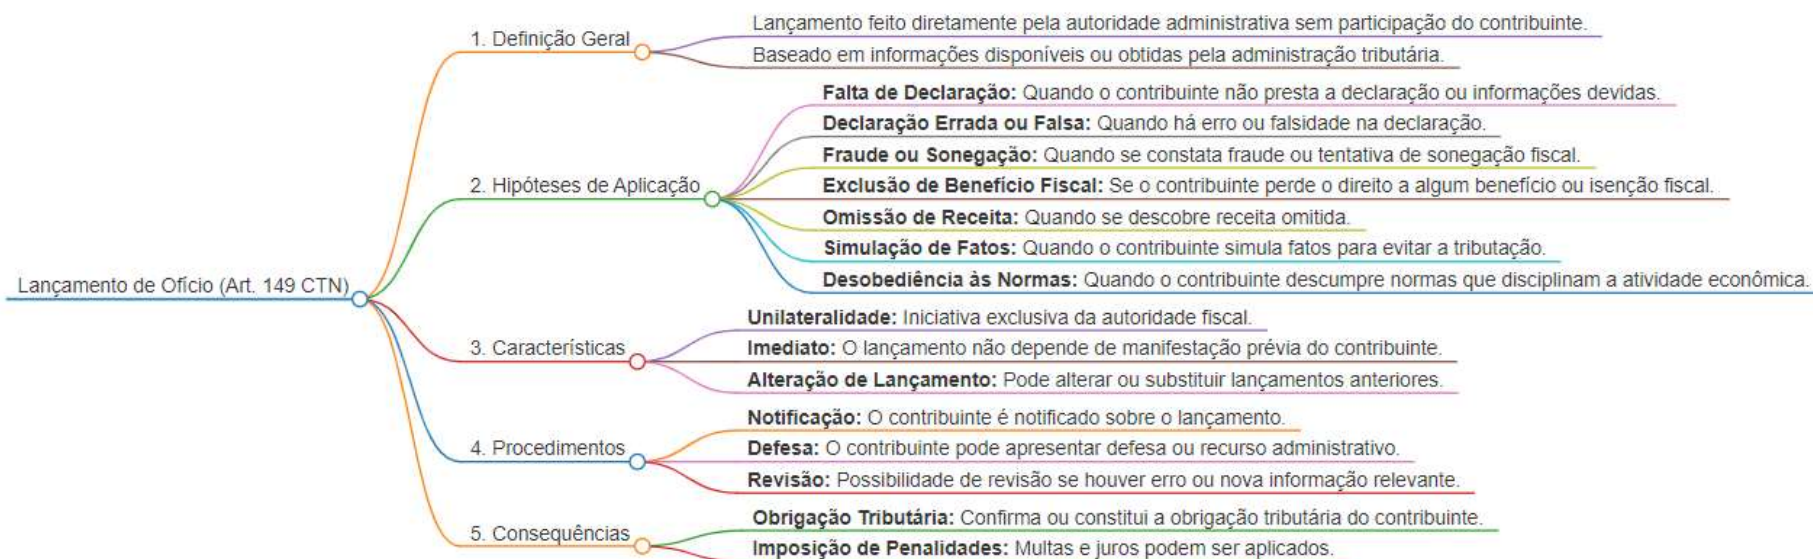 Lançamento de Ofício (Art. 149 CTN)
1. Definição Geral
Lançamento feito diretamente pela autoridade administrativa sem participação do contribuinte.
Baseado em informações disponíveis ou obtidas pela administração tributária.
2. Hipóteses de Aplicação
Falta de Declaração: Quando o contribuinte não presta a declaração ou informações devidas.
Declaração Errada ou Falsa: Quando há erro ou falsidade na declaração.
Fraude ou Sonegação: Quando se constata fraude ou tentativa de sonegação fiscal.
Exclusão de Benefício Fiscal: Se o contribuinte perde o direito a algum benefício ou isenção fiscal.
Omissão de Receita: Quando se descobre receita omitida.
Simulação de Fatos: Quando o contribuinte simula fatos para evitar a tributação.
Desobediência às Normas: Quando o contribuinte descumpre normas que disciplinam a atividade econômica.
3. Características
Unilateralidade: Iniciativa exclusiva da autoridade fiscal.
Imediato: O lançamento não depende de manifestação prévia do contribuinte.
Alteração de Lançamento: Pode alterar ou substituir lançamentos anteriores.
4. Procedimentos
Notificação: O contribuinte é notificado sobre o lançamento.
Defesa: O contribuinte pode apresentar defesa ou recurso administrativo.
Revisão: Possibilidade de revisão se houver erro ou nova informação relevante.
5. Consequências
Obrigação Tributária: Confirma ou constitui a obrigação tributária do contribuinte.
Imposição de Penalidades: Multas e juros podem ser aplicados.